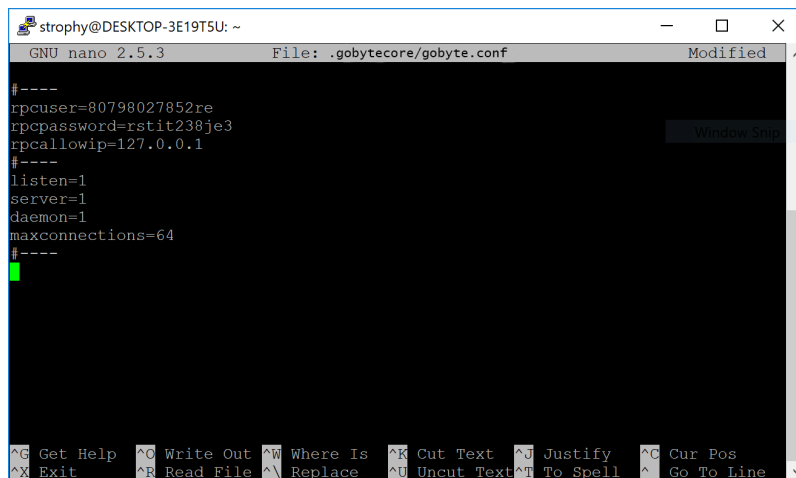 strophy@DESKTOP-3E19T5U: ~
GNU nano 2.5.3 File: .gobytecore/gobyte.conf Modified
#----
rpcuser=80798027852re
rpcpassword=rstit238je3
rpcallowip=127.0.0.1
Window Snip
#----
listen=1
server=1
daemon=1
maxconnections=64
#----
^G Get Help ^O Write Out ^W Where Is ^K Cut Text ^J Justify ^C Cur Pos
^X Exit ^R Read File ^\ Replace ^U Uncut Text ^T To Spell ^_ Go To Line